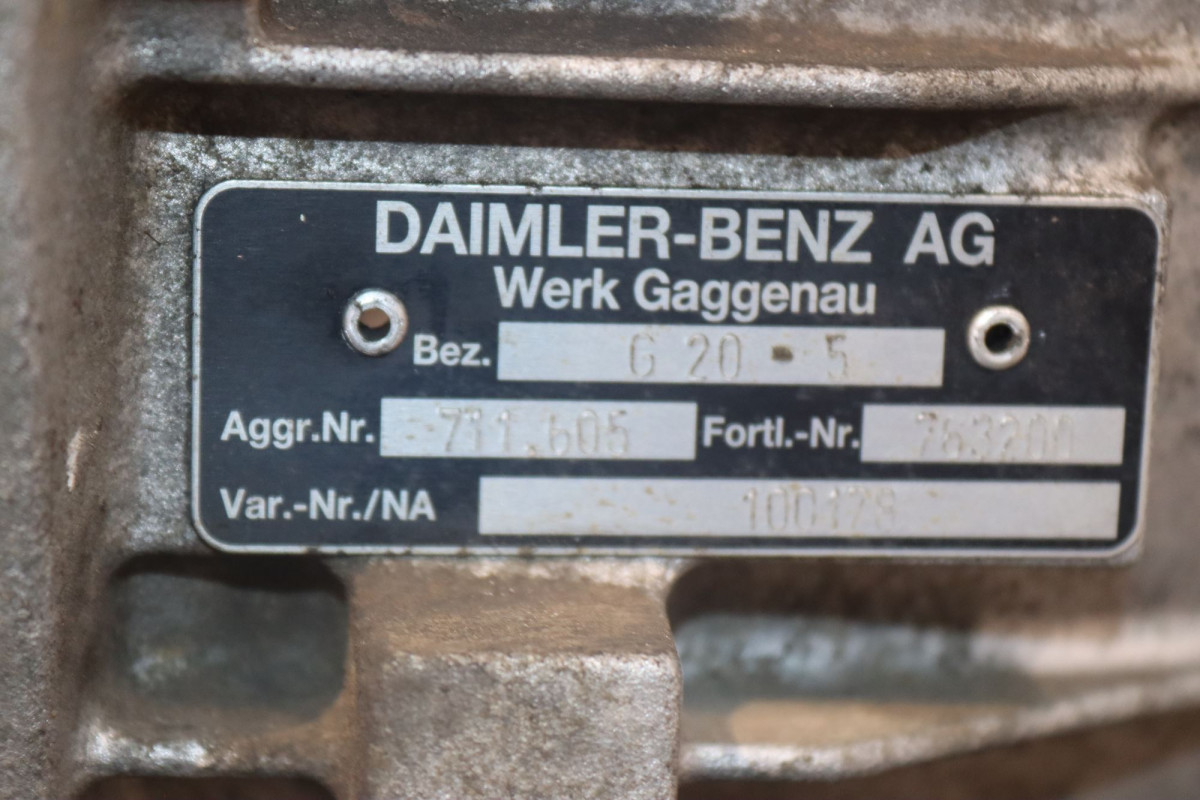 DAIMLER-BENZ AG
Werk Gaggenau
Bez. G 20 - 5
Aggr.Nr. 711.605 Fortl.-Nr. 763200
Var.-Nr./NA 100178